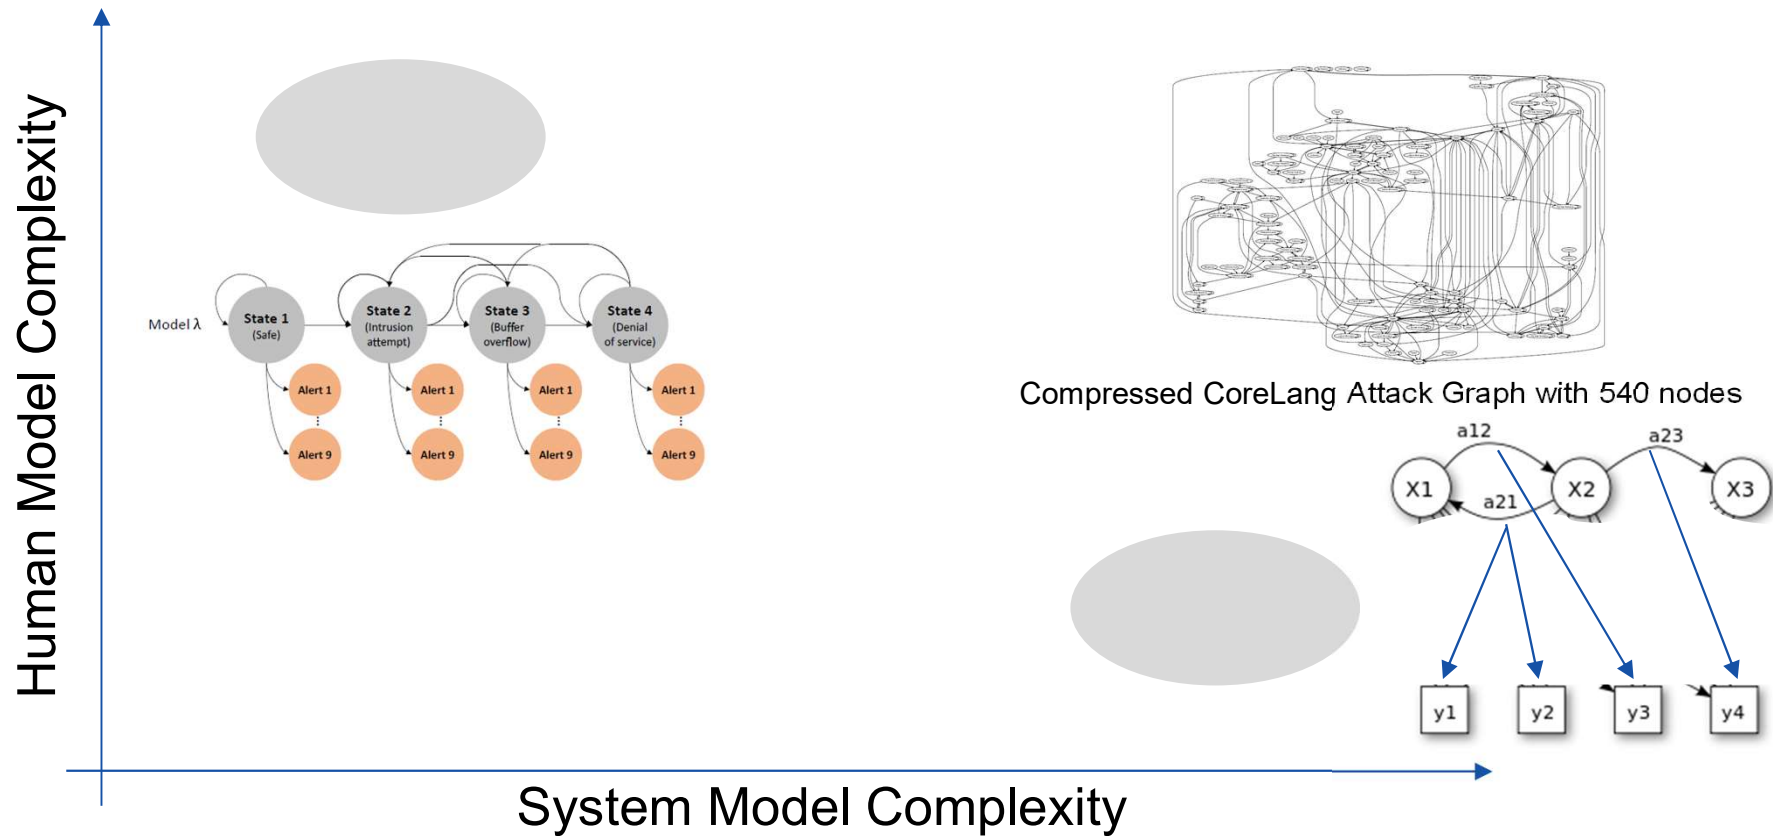 Human Model Complexity
Model λ
State 1
(Safe)
State 2
(Intrusion
attempt)
State 3
(Buffer
overflow)
State 4
(Denial
of service)
Alert 1
Alert 1
Alert 1
Alert 1
Alert 9
Alert 9
Alert 9
Alert 9
Compressed CoreLang Attack Graph with 540 nodes
a12
a23
X1
a21
X2
X3
y1
y2
y3
y4
System Model Complexity